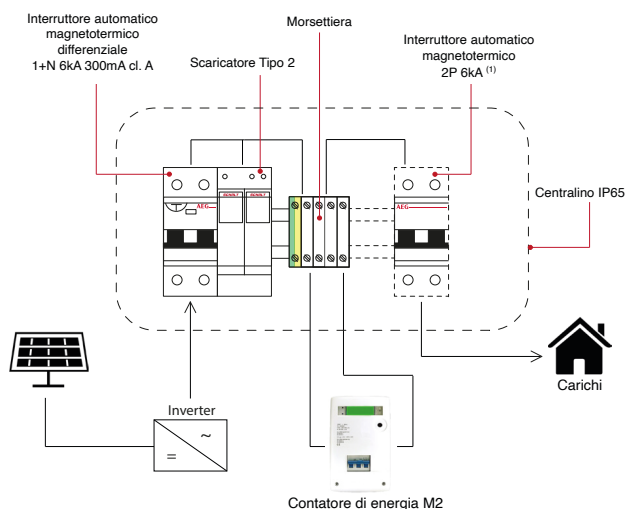 Interruttore automatico
magnetotermico
differenziale
1+N 6kA 300mA cl. A
Scaricatore Tipo 2
Morsettiera
Interruttore automatico
magnetotermico
2P 6kA (1)
Centralino IP65
AEG
AEG
Inverter
~
=
Carichi
Contatore di energia M2